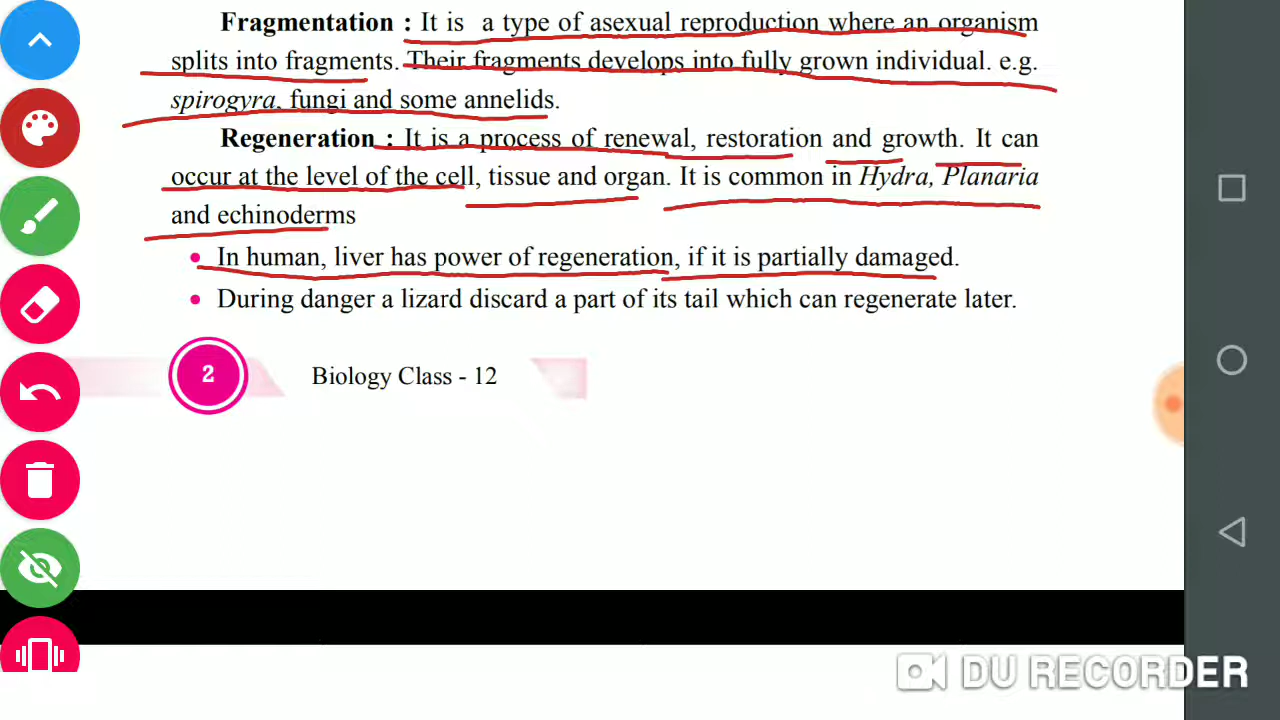 Fragmentation : It is a type of asexual reproduction where an organism
splits into fragments. Their fragments develops into fully grown individual. e.g.
spirogyra, fungi and some annelids.
Regeneration : It is a process of renewal, restoration and growth. It can
occur at the level of the cell, tissue and organ. It is common in Hydra, Planaria
and echinoderms
• In human, liver has power of regeneration, if it is partially damaged.
• During danger a lizard discard a part of its tail which can regenerate later.
2 Biology Class - 12
DU RECORDER